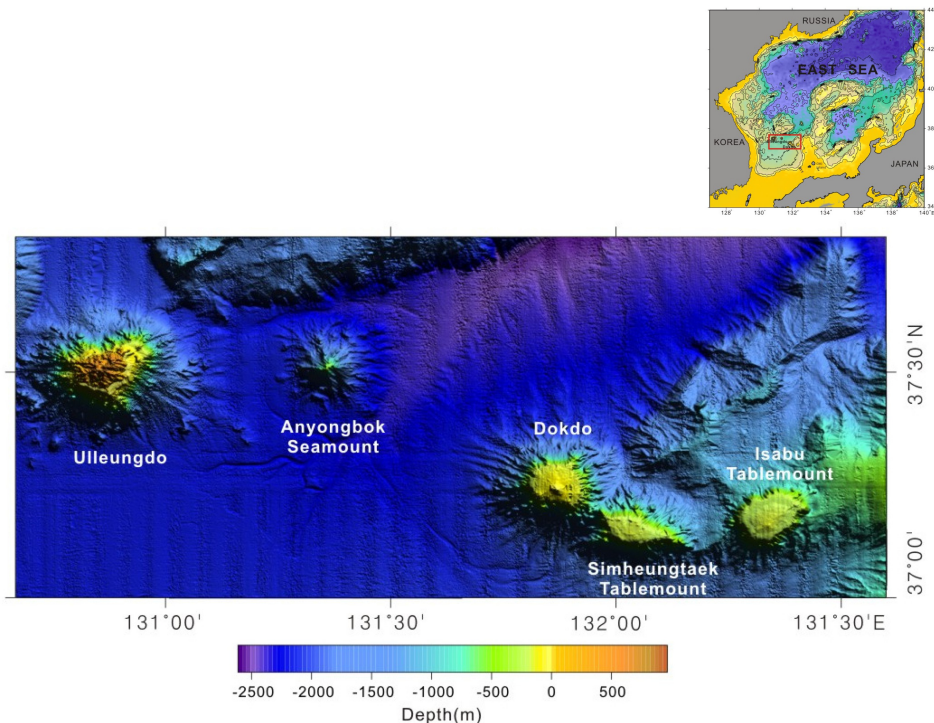 RUSSIA
EAST SEA
KOREA
JAPAN
44
42
40
38
36
34
128°
130
132
134
136
138
140°E
37°30'N
37°00'
Ulleungdo
Anyongbok
Seamount
Dokdo
Isabu
Tablemount
Simheungtaek
Tablemount
131°00'
131°30'
132°00'
131°30'E
-2500
-2000
-1500
-1000
-500
0
500
Depth(m)